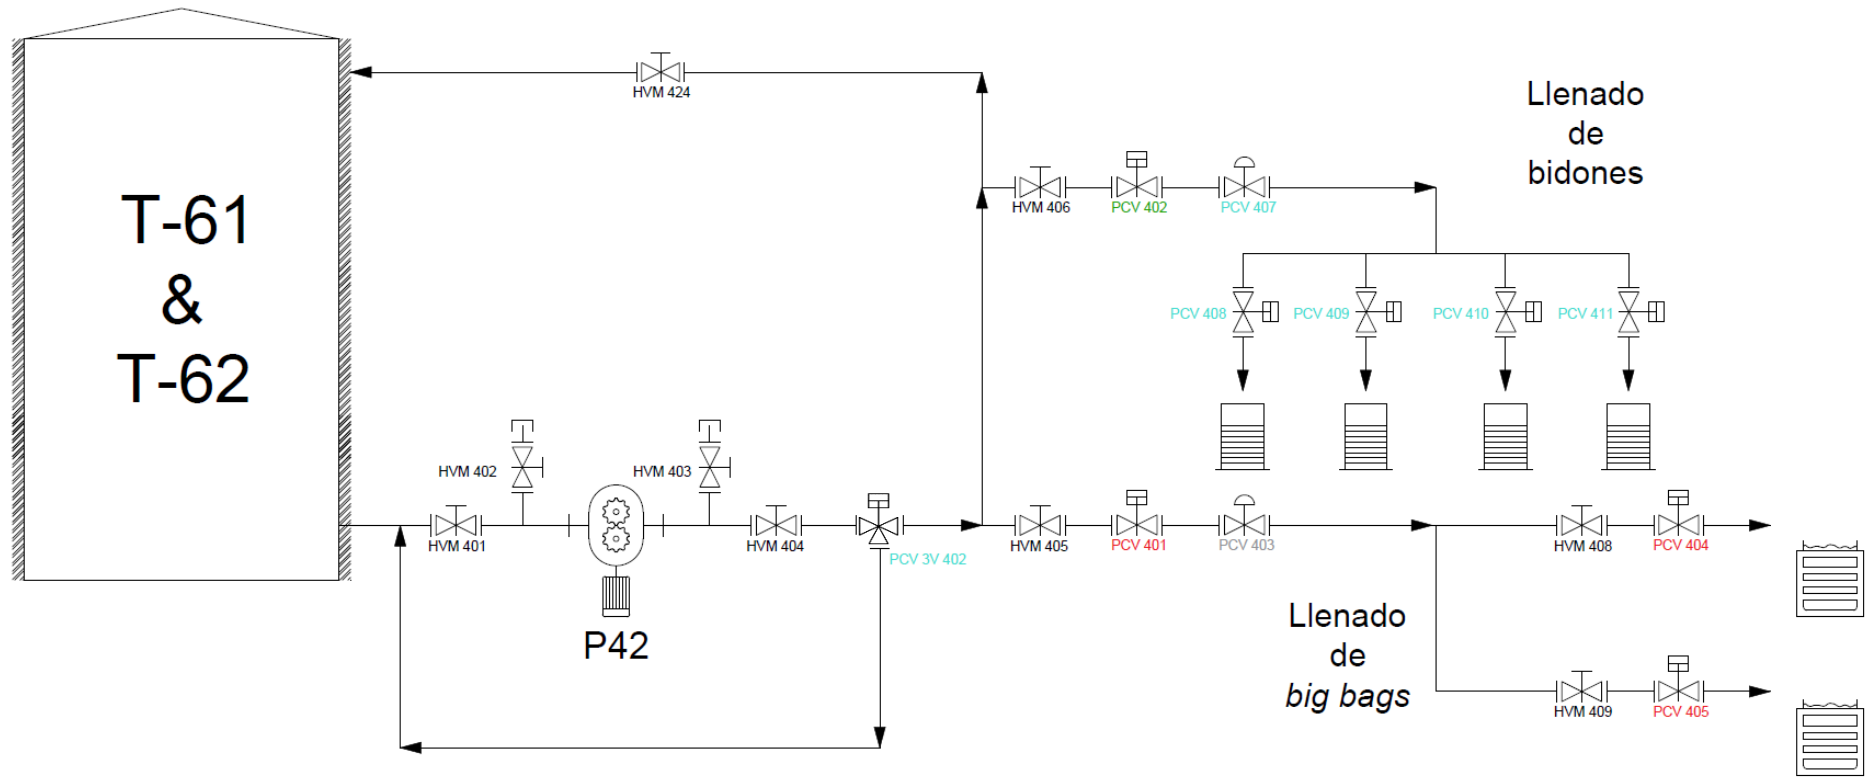 HVM 424
Llenado
de
bidones
T-61
&
T-62
HVM 406
PCV 402
PCV 407
PCV 408
PCV 409
PCV 410
PCV 411
HVM 402
HVM 403
HVM 401
HVM 404
PCV 3V 402
HVM 405
PCV 401
PCV 403
HVM 408
PCV 404
P42
Llenado
de
big bags
HVM 409
PCV 405